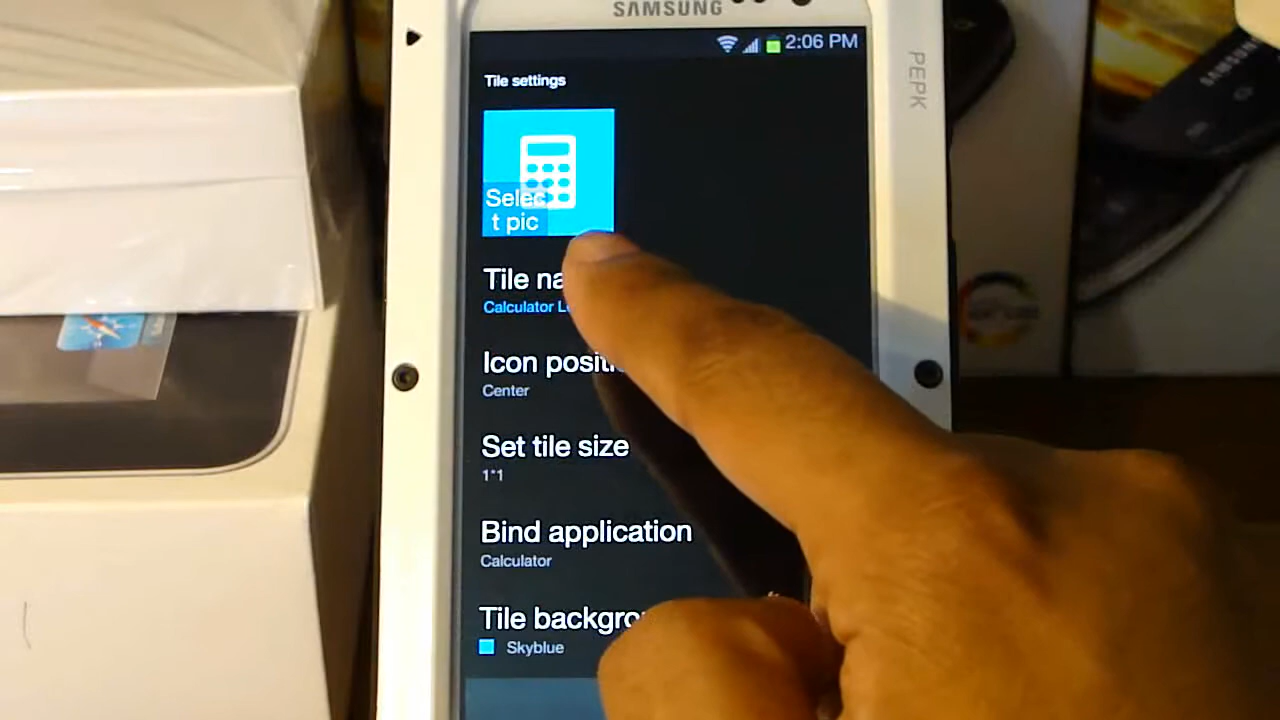 SAMSUNG
2:06 PM
PEPK
Tile settings
Selec
t pic
Tile na
Calculator L
Icon positi
Center
Set tile size
1*1
Bind application
Calculator
Tile backgro
Skyblue
SAMSUNG